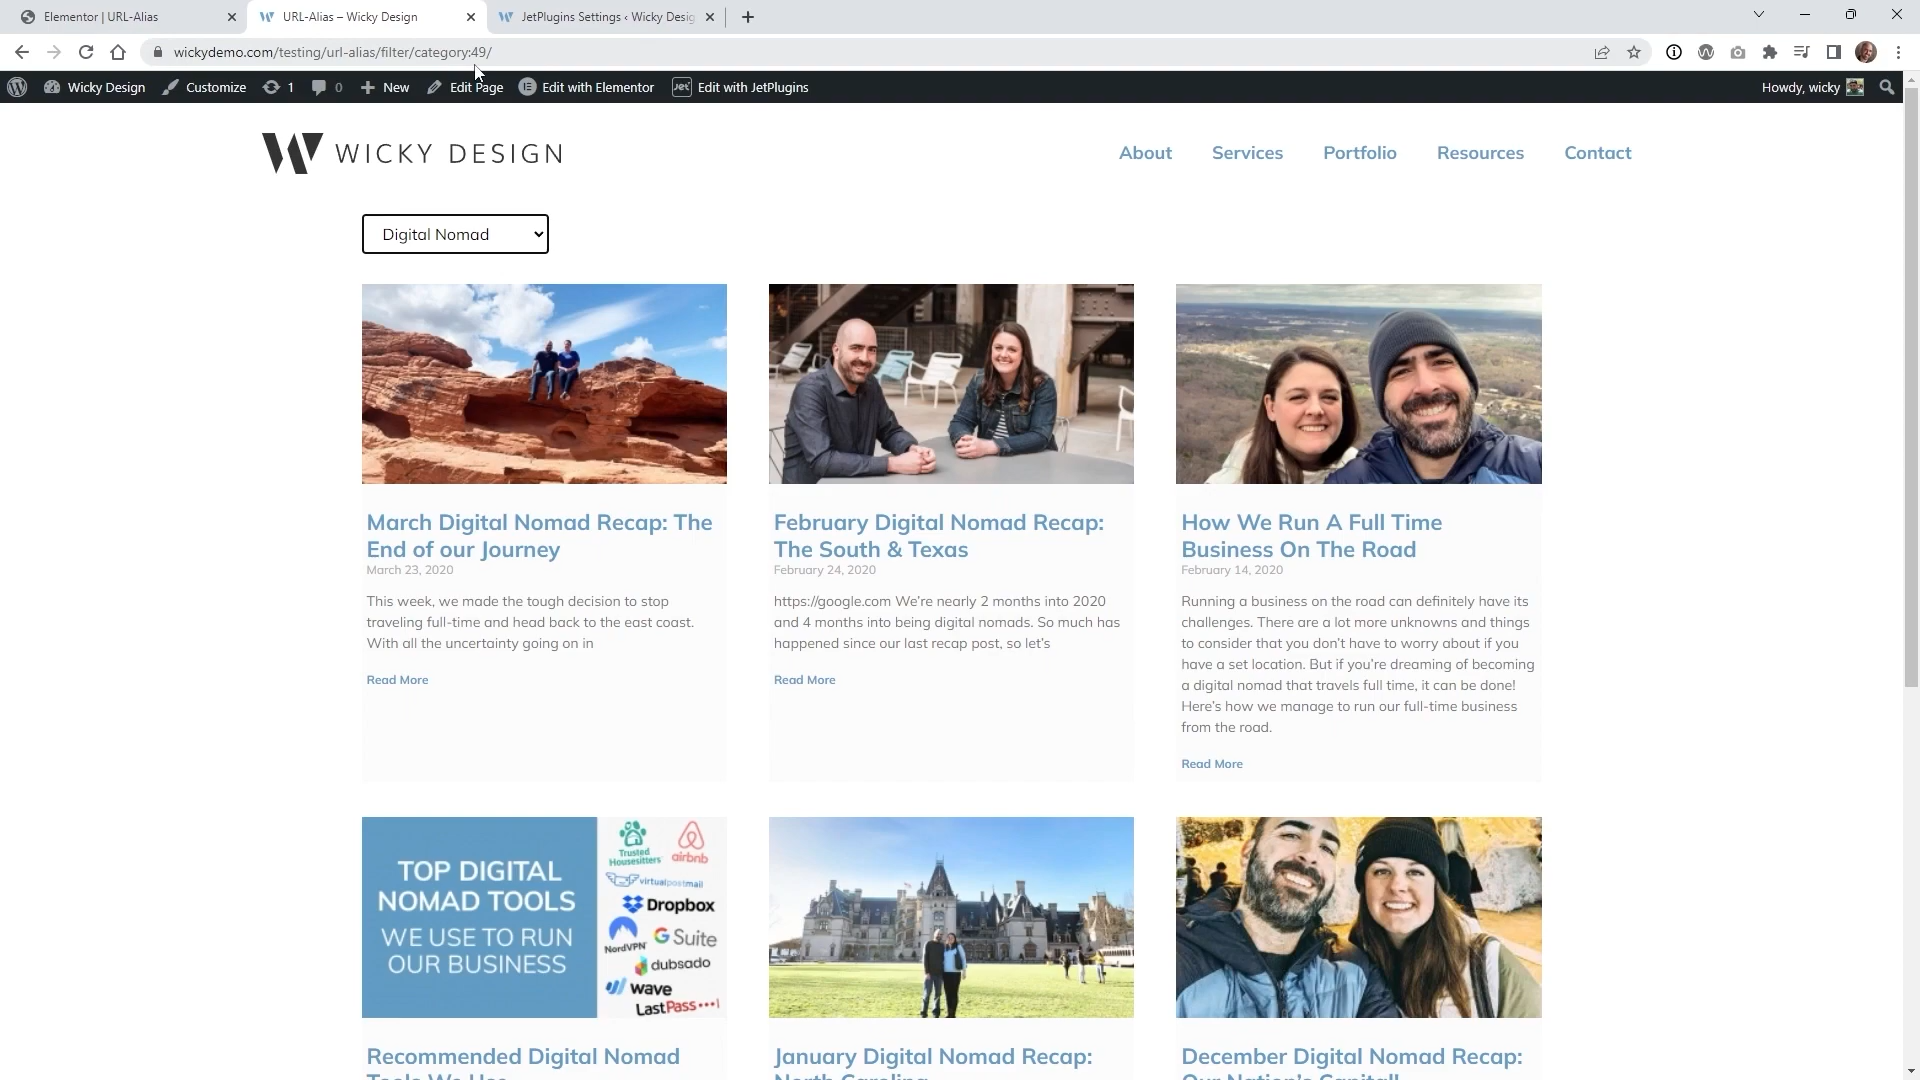 Elementor | URL-Alias
URL-Alias – Wicky Design
JetPlugins Settings ‹ Wicky Desig
wickydemo.com/testing/url-alias/filter/category:49/
Wicky Design
Customize
1
0
New
Edit Page
Edit with Elementor
Jet
Edit with JetPlugins
Howdy, wicky
WICKY DESIGN
About
Services
Portfolio
Resources
Contact
Digital Nomad
March Digital Nomad Recap: The
End of our Journey
March 23, 2020
This week, we made the tough decision to stop
traveling full-time and head back to the east coast.
With all the uncertainty going on in
Read More
February Digital Nomad Recap:
The South & Texas
February 24, 2020
https://google.com We’re nearly 2 months into 2020
and 4 months into being digital nomads. So much has
happened since our last recap post, so let’s
Read More
How We Run A Full Time
Business On The Road
February 14, 2020
Running a business on the road can definitely have its
challenges. There are a lot more unknowns and things
to consider that you don’t have to worry about if you
have a set location. But if you’re dreaming of becoming
a digital nomad that travels full time, it can be done!
Here’s how we manage to run our full-time business
from the road.
Read More
TOP DIGITAL
NOMAD TOOLS
WE USE TO RUN
OUR BUSINESS
Trusted
Housesitters
airbnb
virtualpostmail
Dropbox
NordVPN
G Suite
dubsado
wave
LastPass
Recommended Digital Nomad
Tools We Use
January Digital Nomad Recap:
North Carolina
December Digital Nomad Recap:
Our Nation’s Capital!